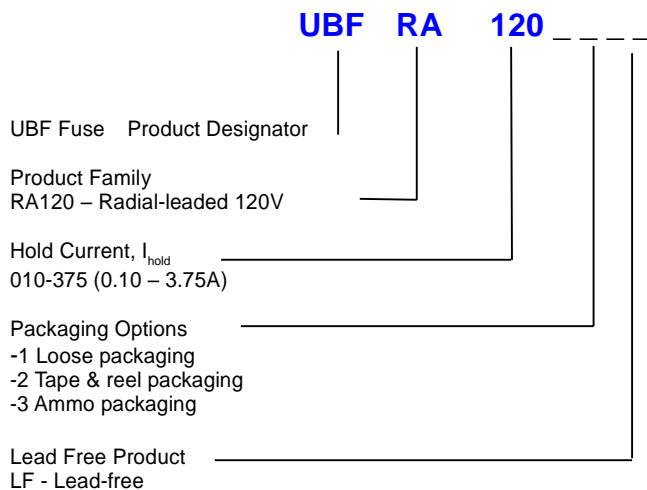 UBF RA 120 _ _ _ _
UBF Fuse Product Designator
Product Family
RA120 – Radial-leaded 120V
Hold Current, Ihold
010-375 (0.10 – 3.75A)
Packaging Options
-1 Loose packaging
-2 Tape & reel packaging
-3 Ammo packaging
Lead Free Product
LF - Lead-free